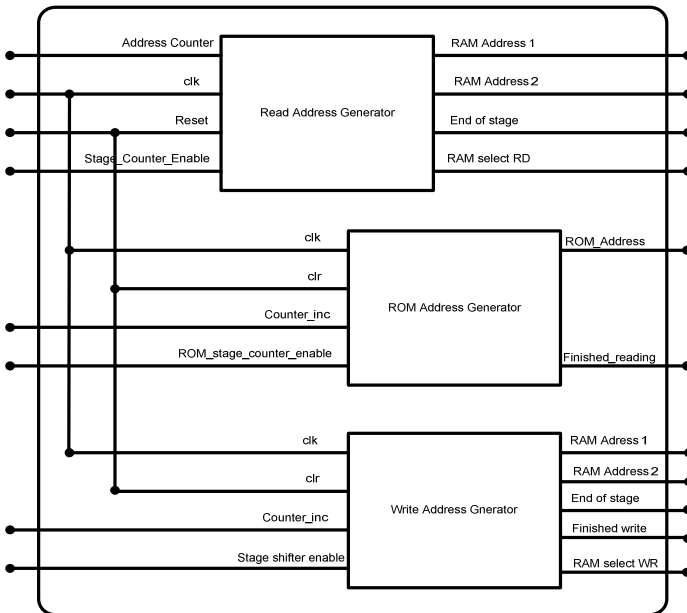 Address Counter
clk
Reset
Stage_Counter_Enable
Read Address Generator
RAM Address 1
RAM Address 2
End of stage
RAM select RD
clk
clr
Counter_inc
ROM_stage_counter_enable
ROM Address Generator
ROM_Address
Finished_reading
clk
clr
Counter_inc
Stage shifter enable
Write Address Gnerator
RAM Adress 1
RAM Address 2
End of stage
Finished write
RAM select WR